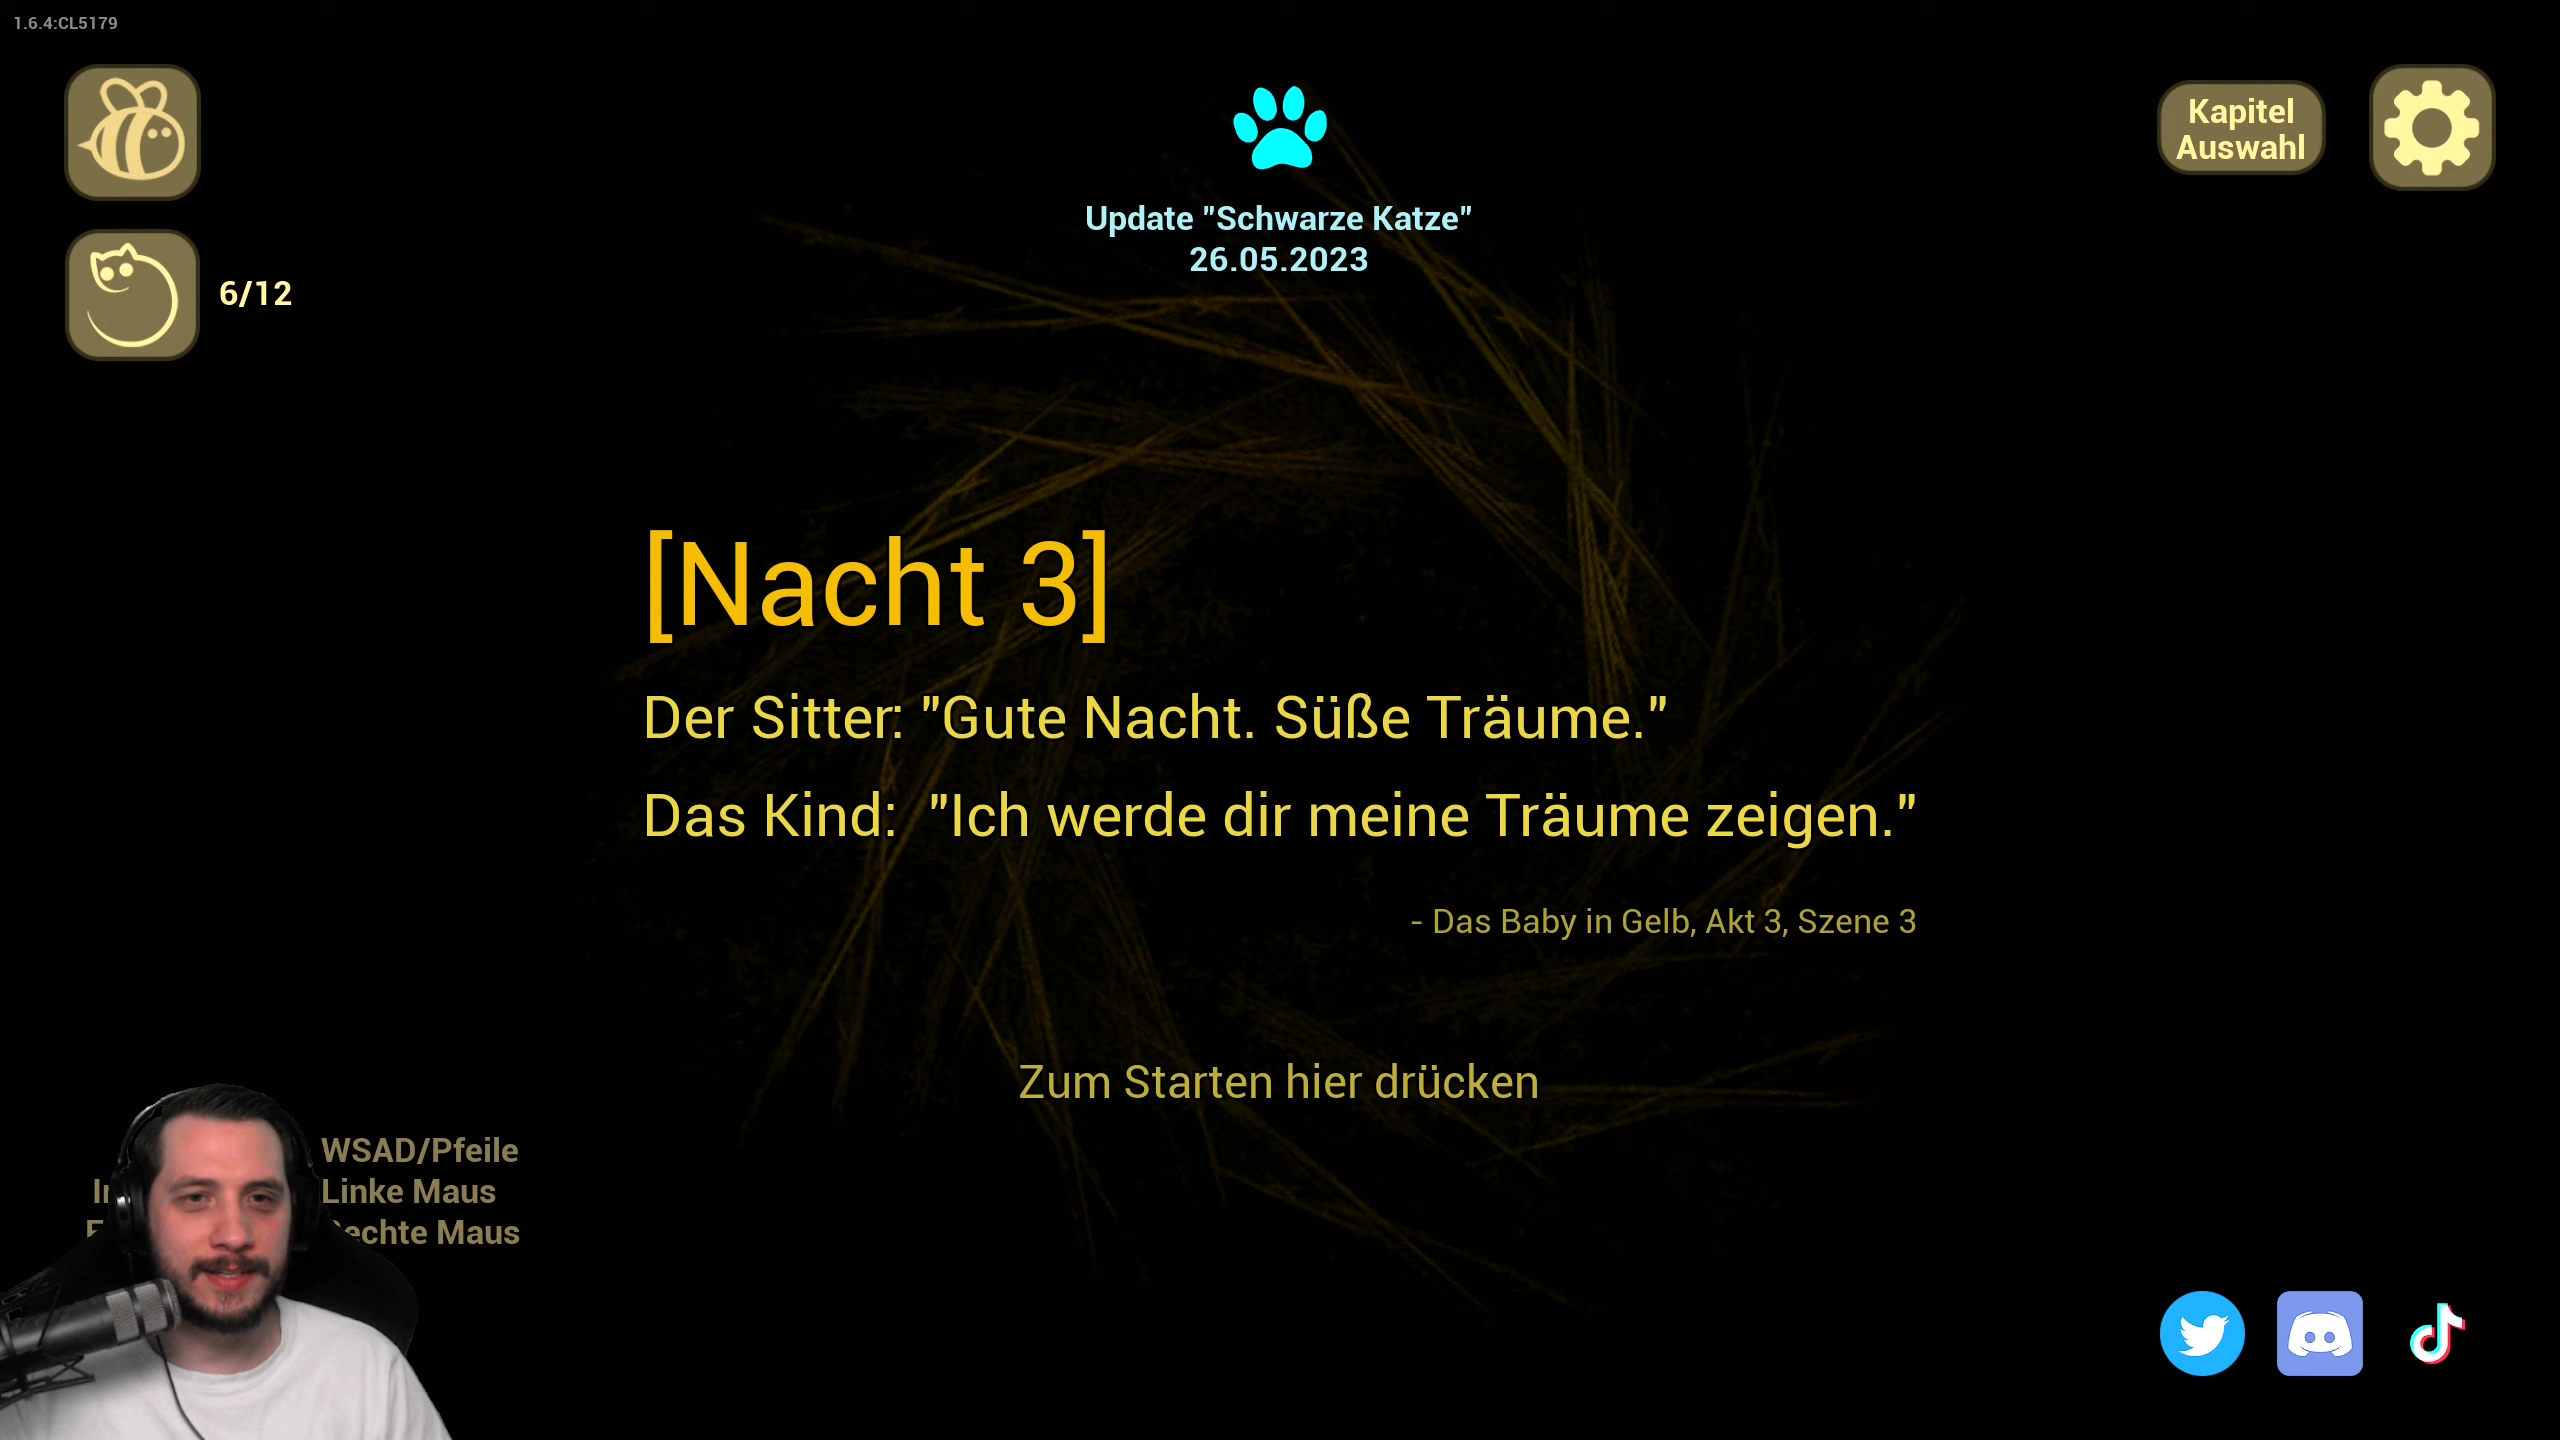 1.6.4:CL5179
Kapitel
Auswahl
Update "Schwarze Katze"
26.05.2023
6/12
[Nacht 3]
Der Sitter: "Gute Nacht. Süße Träume."
Das Kind:  "Ich werde dir meine Träume zeigen."
- Das Baby in Gelb, Akt 3, Szene 3
Zum Starten hier drücken
WSAD/Pfeile
Linke Maus
Maus